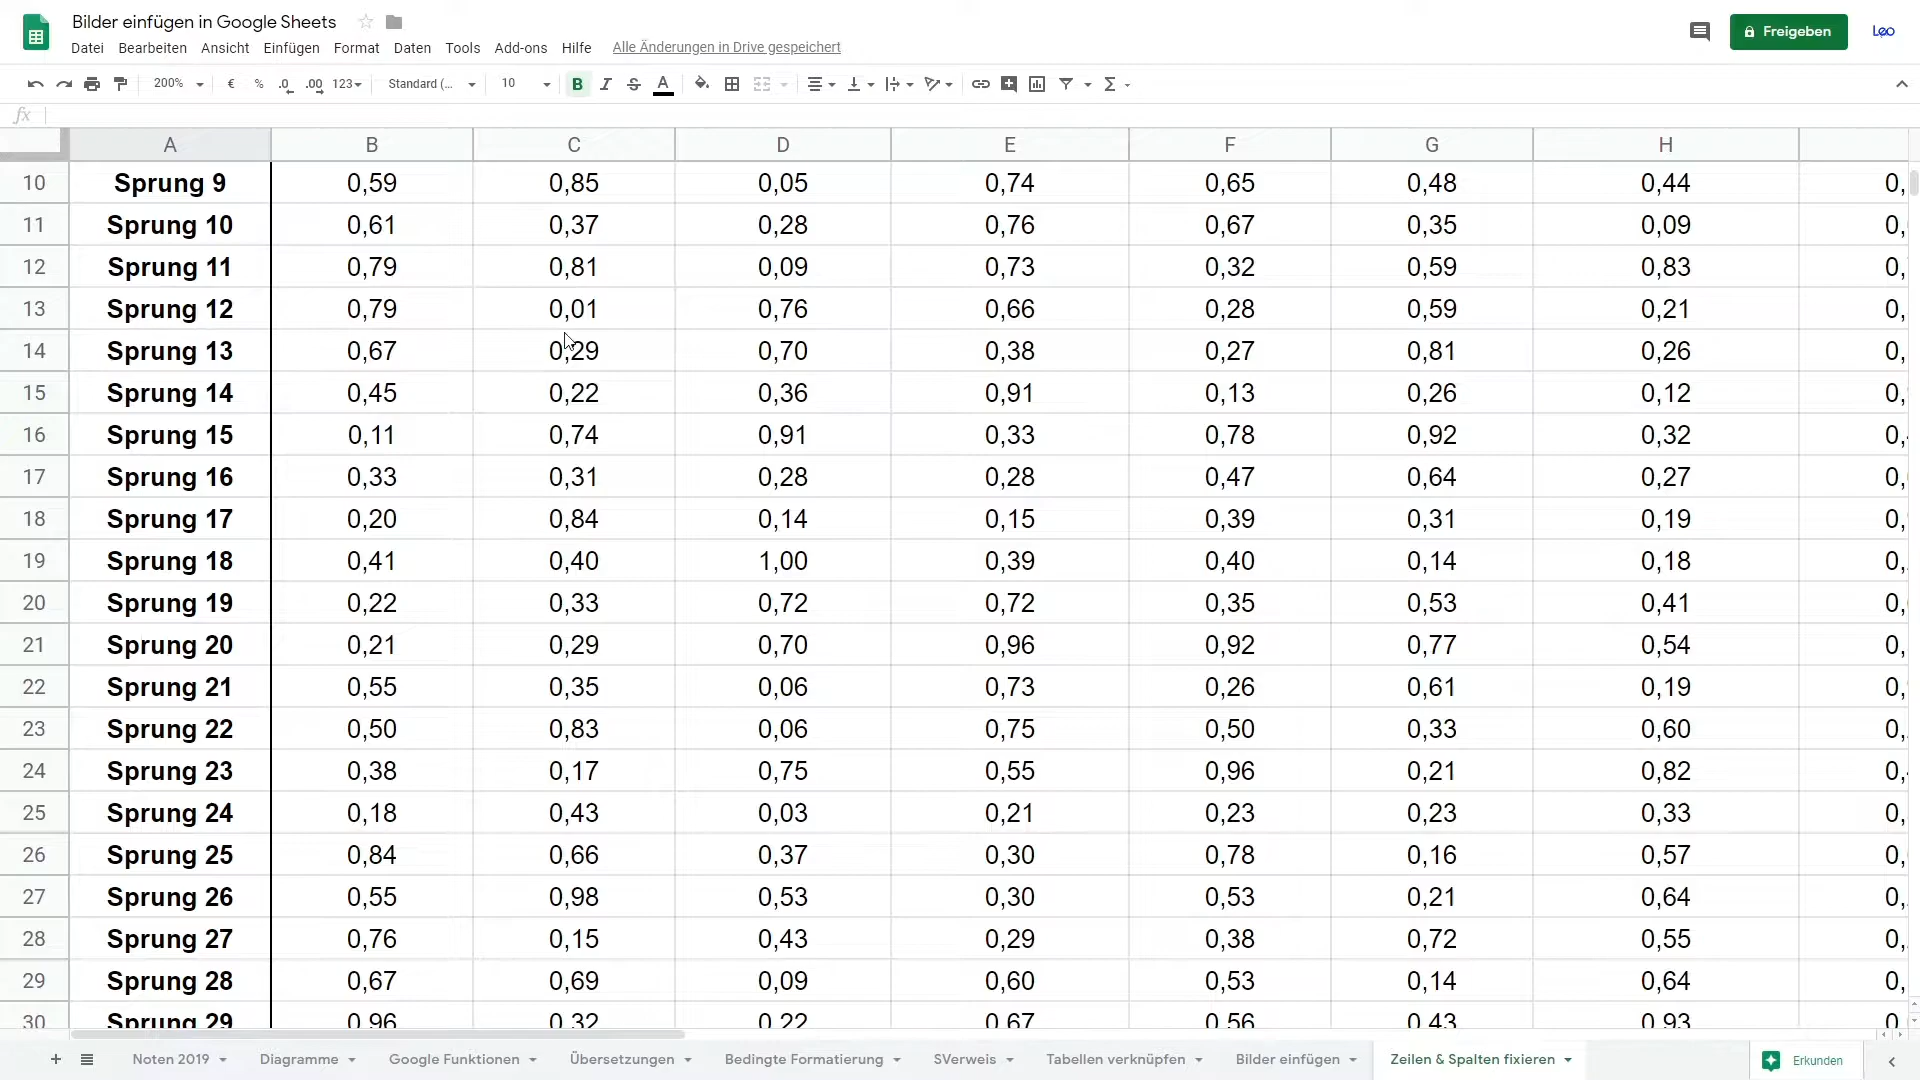 Bilder einfügen in Google Sheets
Datei Bearbeiten Ansicht Einfügen Format Daten Tools Add-ons Hilfe Alle Änderungen in Drive gespeichert
Freigeben
Leo
200% € % .0 .00 123 Standard (... 10 B I S A Σ
fx
A B C D E F G H
10 Sprung 9 0,59 0,85 0,05 0,74 0,65 0,48 0,44 0,
11 Sprung 10 0,61 0,37 0,28 0,76 0,67 0,35 0,09 0,
12 Sprung 11 0,79 0,81 0,09 0,73 0,32 0,59 0,83 0,
13 Sprung 12 0,79 0,01 0,76 0,66 0,28 0,59 0,21 0,
14 Sprung 13 0,67 0,29 0,70 0,38 0,27 0,81 0,26 0,
15 Sprung 14 0,45 0,22 0,36 0,91 0,13 0,26 0,12 0,
16 Sprung 15 0,11 0,74 0,91 0,33 0,78 0,92 0,32 0,
17 Sprung 16 0,33 0,31 0,28 0,28 0,47 0,64 0,27 0,
18 Sprung 17 0,20 0,84 0,14 0,15 0,39 0,31 0,19 0,
19 Sprung 18 0,41 0,40 1,00 0,39 0,40 0,14 0,18 0,
20 Sprung 19 0,22 0,33 0,72 0,72 0,35 0,53 0,41 0,
21 Sprung 20 0,21 0,29 0,70 0,96 0,92 0,77 0,54 0,
22 Sprung 21 0,55 0,35 0,06 0,73 0,26 0,61 0,19 0,
23 Sprung 22 0,50 0,83 0,06 0,75 0,50 0,33 0,60 0,
24 Sprung 23 0,38 0,17 0,75 0,55 0,96 0,21 0,82 0,
25 Sprung 24 0,18 0,43 0,03 0,21 0,23 0,23 0,33 0,
26 Sprung 25 0,84 0,66 0,37 0,30 0,78 0,16 0,57 0,
27 Sprung 26 0,55 0,98 0,53 0,30 0,53 0,21 0,64 0,
28 Sprung 27 0,76 0,15 0,43 0,29 0,38 0,72 0,55 0,
29 Sprung 28 0,67 0,69 0,09 0,60 0,53 0,14 0,64 0,
30 Sprung 29 0,96 0,32 0,22 0,67 0,56 0,43 0,93 0
+ Noten 2019 Diagramme Google Funktionen Übersetzungen Bedingte Formatierung SVerweis Tabellen verknüpfen Bilder einfügen Zeilen & Spalten fixieren Erkunden